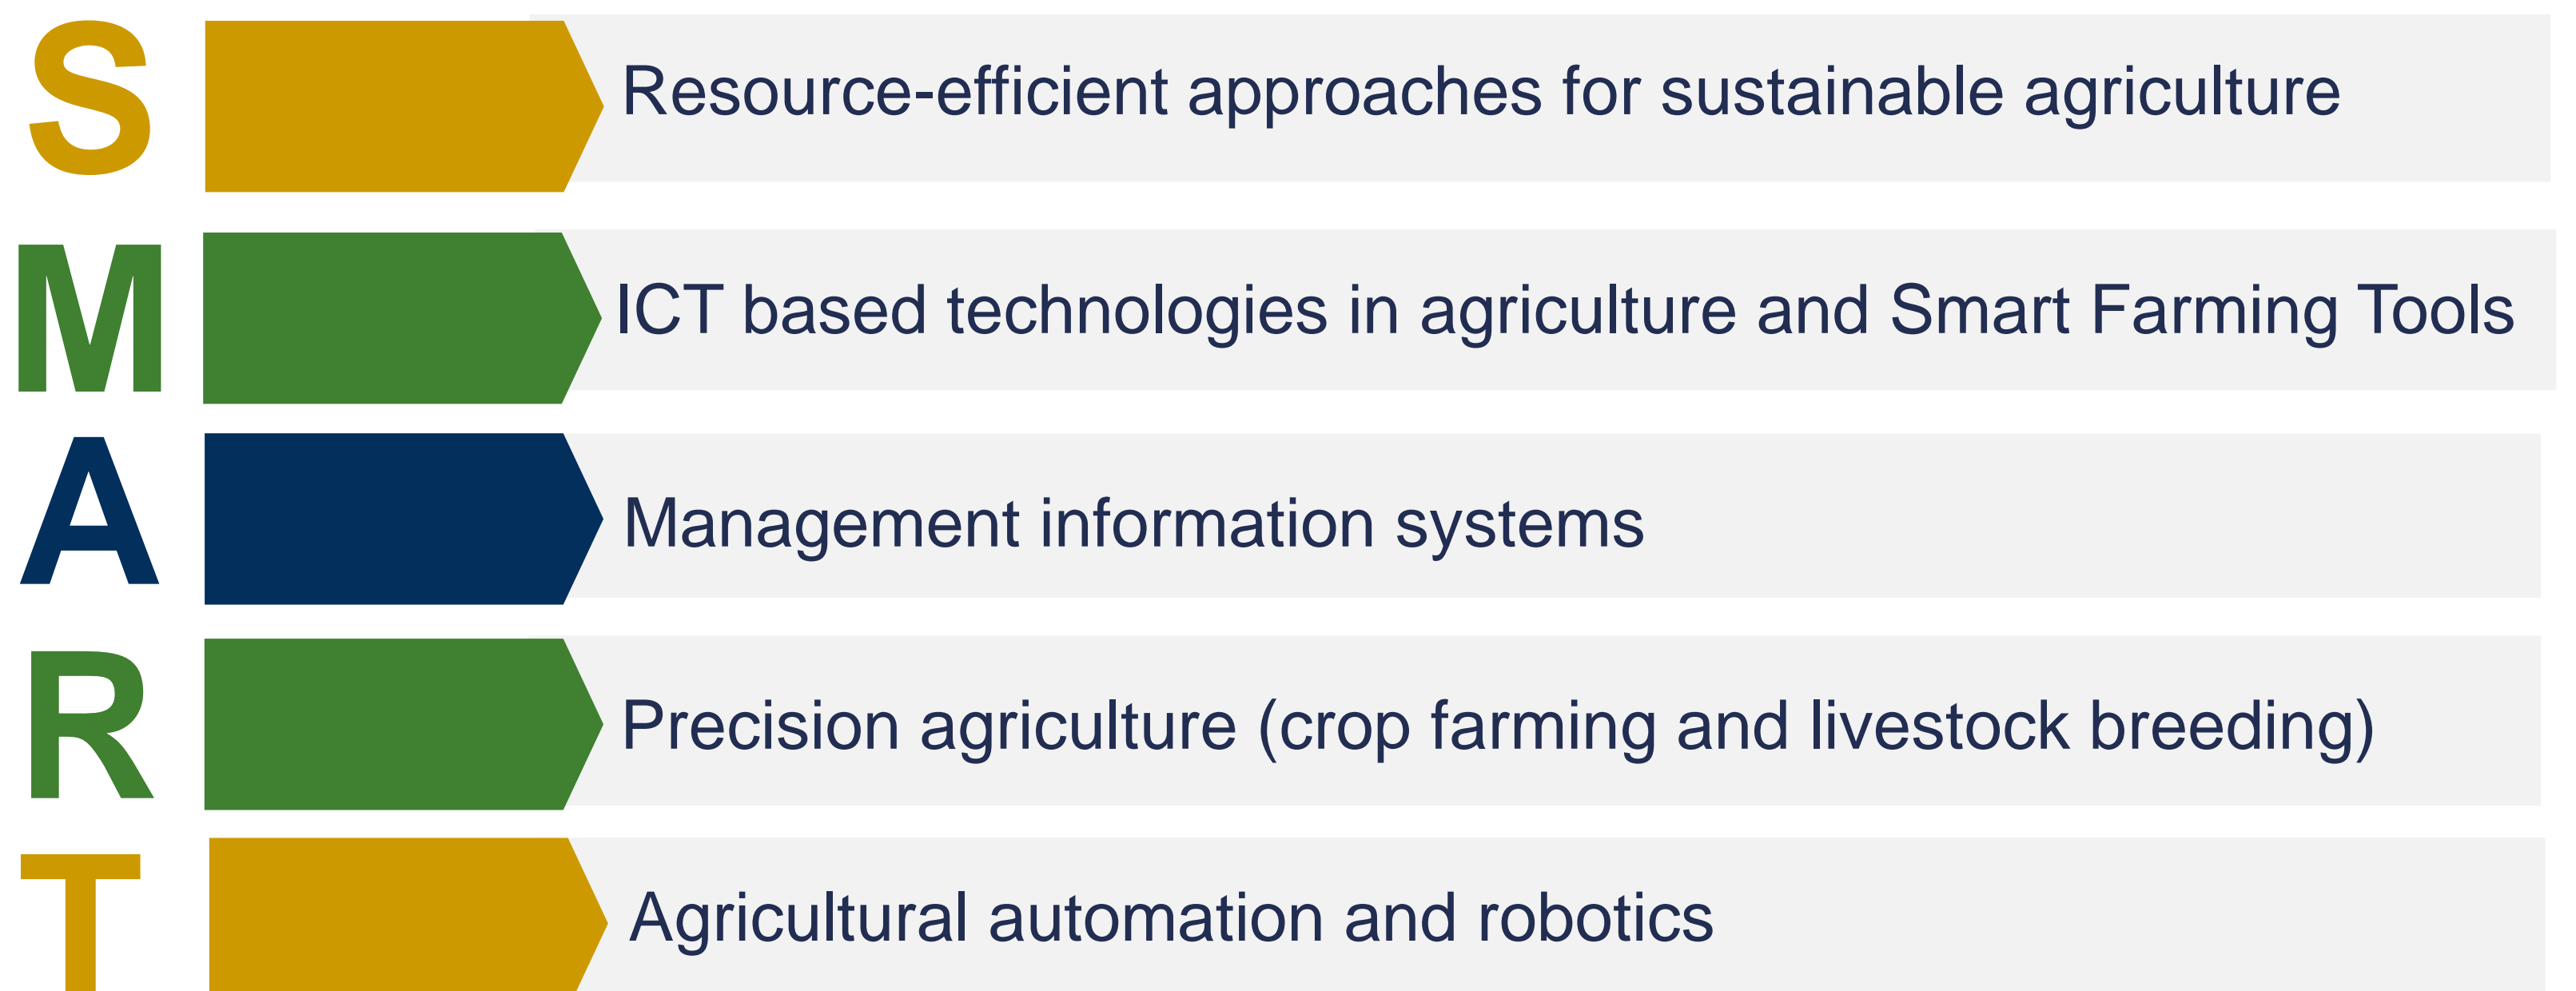 S
Resource-efficient approaches for sustainable agriculture
M
ICT based technologies in agriculture and Smart Farming Tools
A
Management information systems
R
Precision agriculture (crop farming and livestock breeding)
T
Agricultural automation and robotics